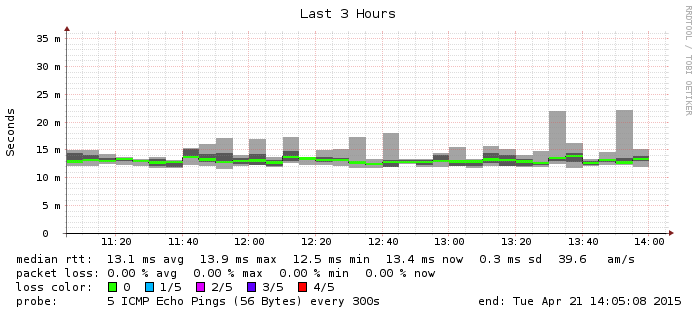 Last 3 Hours
RRDTOOL / TOBI OETIKER
Seconds
35 m
30 m
25 m
20 m
15 m
10 m
5 m
0
11:20 11:40 12:00 12:20 12:40 13:00 13:20 13:40 14:00
median rtt: 13.1 ms avg 13.9 ms max 12.5 ms min 13.4 ms now 0.3 ms sd 39.6 am/s
packet loss: 0.00 % avg 0.00 % max 0.00 % min 0.00 % now
loss color: 0 1/5 2/5 3/5 4/5
probe: 5 ICMP Echo Pings (56 Bytes) every 300s end: Tue Apr 21 14:05:08 2015